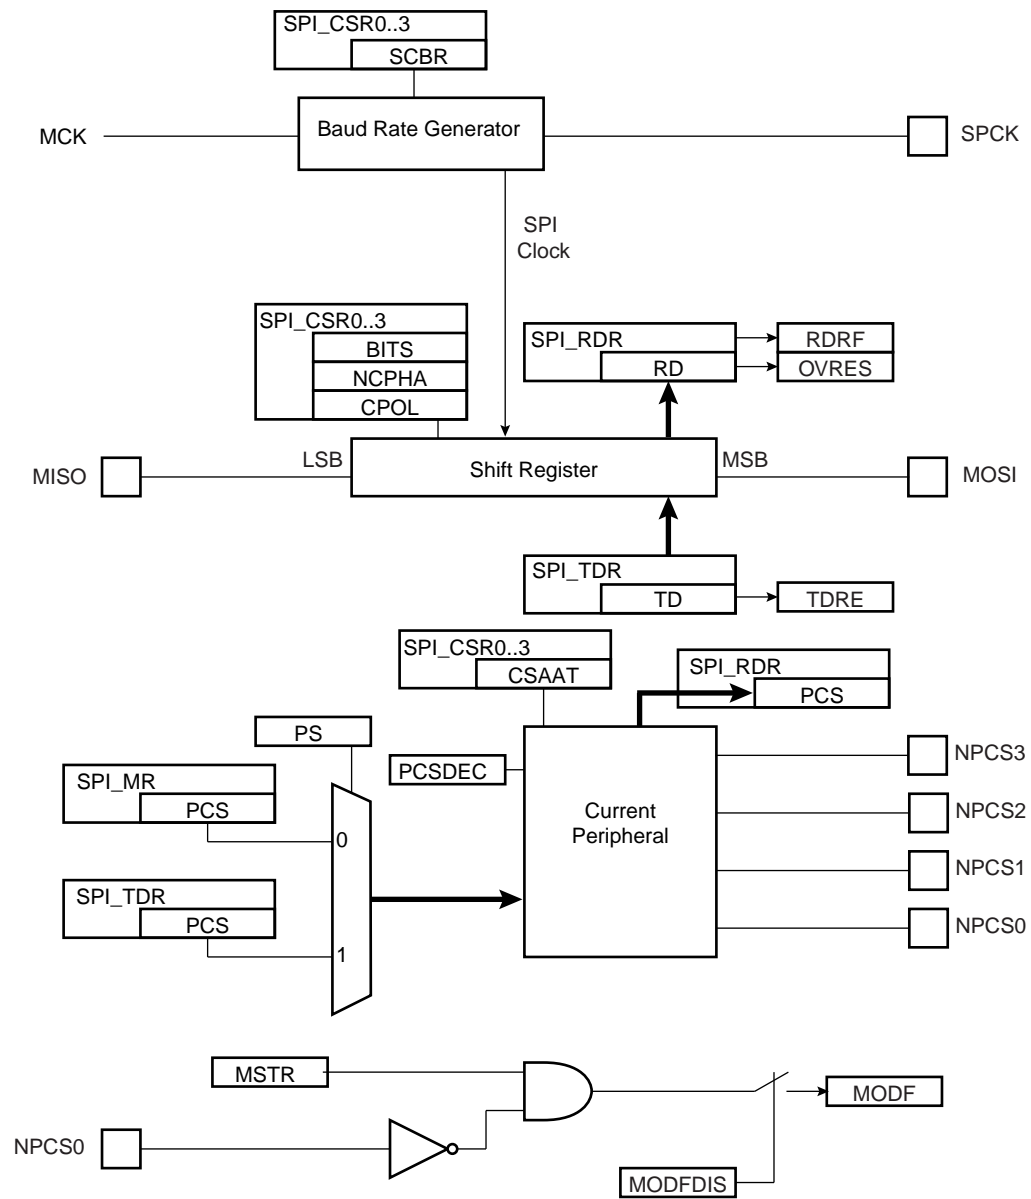 SPI_CSR0..3
SCBR
MCK
Baud Rate Generator
SPCK
SPI
Clock
SPI_CSR0..3
BITS
NCPHA
CPOL
SPI_RDR
RD
RDRF
OVRES
MISO
LSB
Shift Register
MSB
MOSI
SPI_TDR
TD
TDRE
SPI_CSR0..3
CSAAT
SPI_RDR
PCS
PS
PCSDEC
Current
Peripheral
NPCS3
NPCS2
NPCS1
NPCS0
SPI_MR
PCS
0
SPI_TDR
PCS
1
MSTR
MODF
NPCS0
MODFDIS